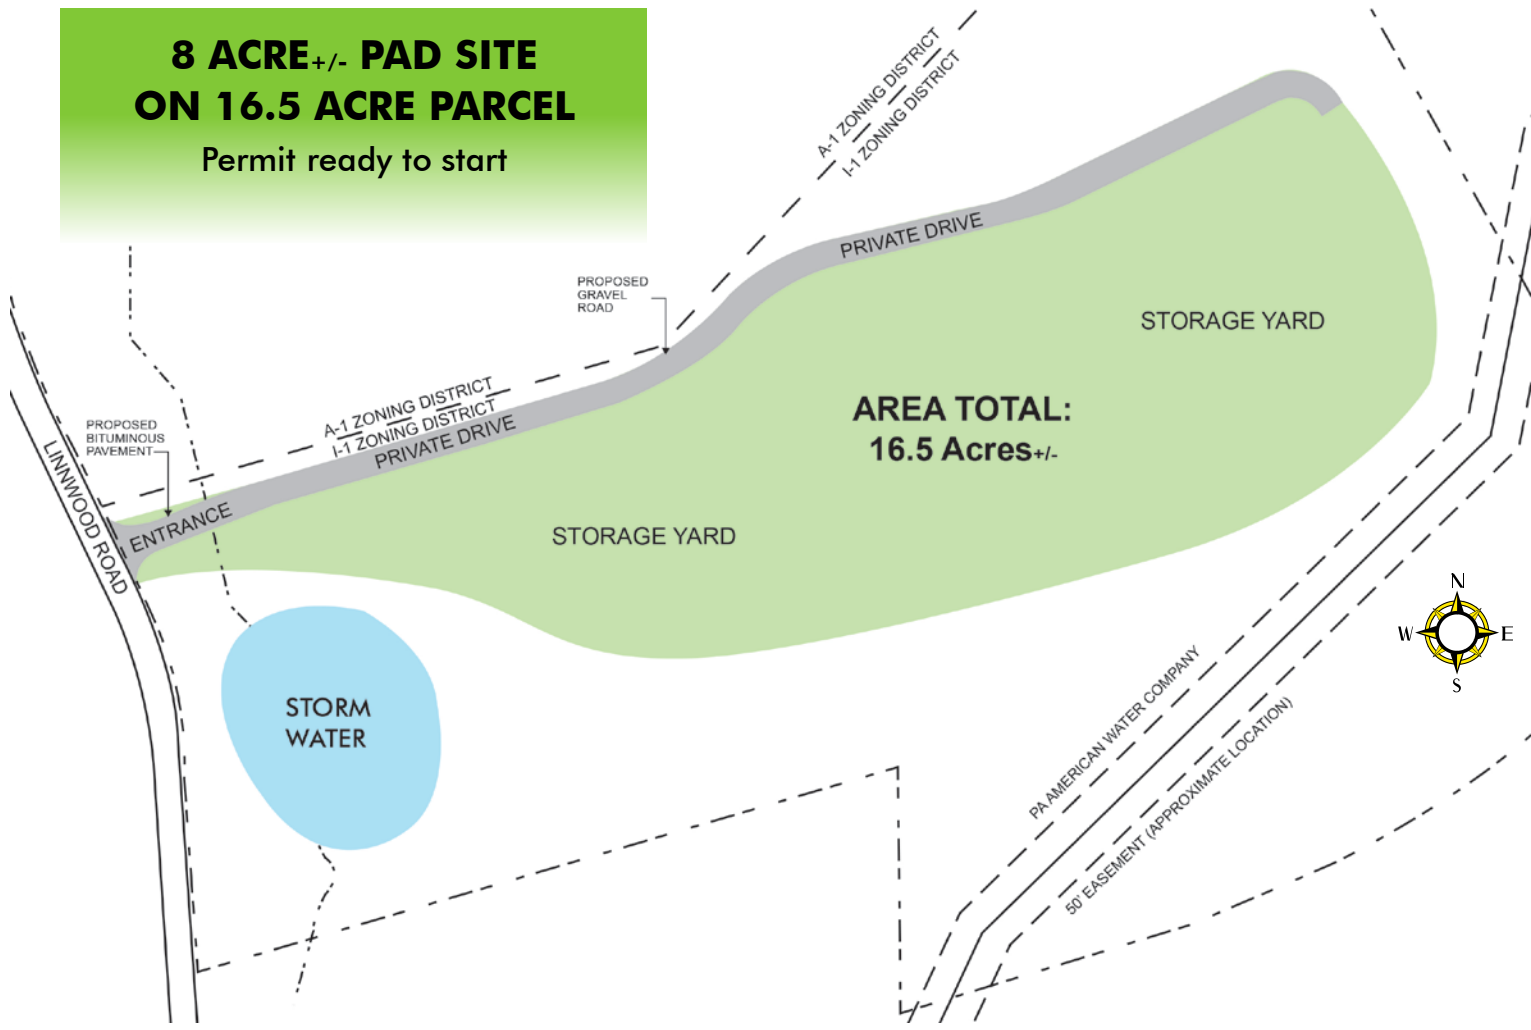 8 ACRE+/- PAD SITE
ON 16.5 ACRE PARCEL
Permit ready to start
A-1 ZONING DISTRICT
I-1 ZONING DISTRICT
PRIVATE DRIVE
PROPOSED
GRAVEL
ROAD
STORAGE YARD
A-1 ZONING DISTRICT
I-1 ZONING DISTRICT
PRIVATE DRIVE
AREA TOTAL:
16.5 Acres+/-
PROPOSED
BITUMINOUS
PAVEMENT
LINNWOOD ROAD
ENTRANCE
STORAGE YARD
N
W
E
S
STORM
WATER
PA AMERICAN WATER COMPANY
50' EASEMENT (APPROXIMATE LOCATION)